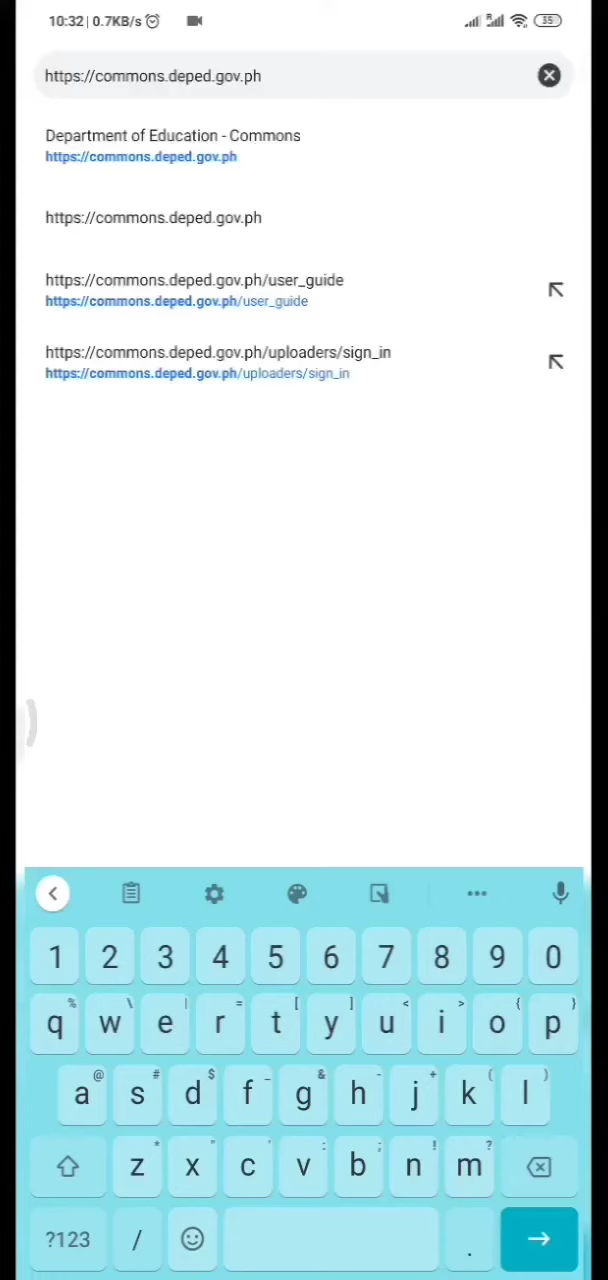 10:32 | 0.7KB/s
R
35
https://commons.deped.gov.ph
Department of Education - Commons
https://commons.deped.gov.ph
https://commons.deped.gov.ph
https://commons.deped.gov.ph/user_guide
https://commons.deped.gov.ph/user_guide
https://commons.deped.gov.ph/uploaders/sign_in
https://commons.deped.gov.ph/uploaders/sign_in
1 2 3 4 5 6 7 8 9 0
% \ | = [ ] < > { }
q w e r t y u i o p
@ # $ _ & - + ( )
a s d f g h j k l
* " ' : ; ! ?
z x c v b n m
?123 / .